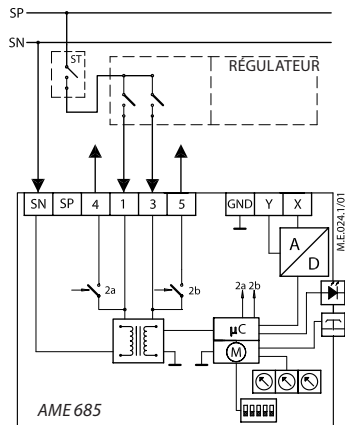 SP
SN
ST
RÉGULATEUR
SN SP 4 1 3 5 GND Y X
M.E.024.1/01
A
D
2a 2b
2a 2b
µC
M
AME 685